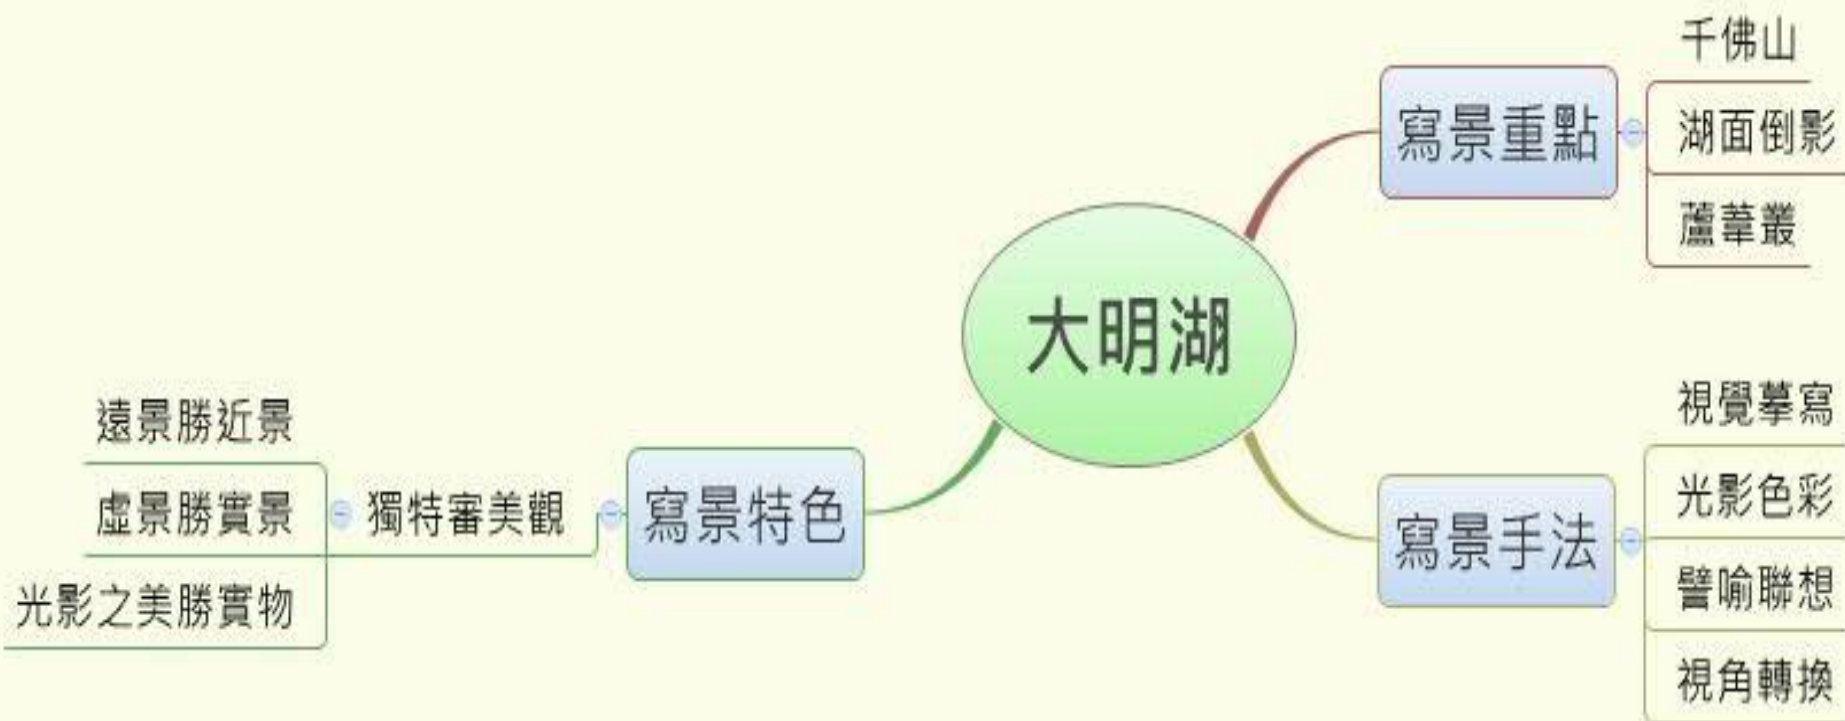 大明湖
寫景重點
千佛山
湖面倒影
蘆葦叢
寫景手法
視覺摹寫
光影色彩
譬喻聯想
視角轉換
寫景特色
獨特審美觀
遠景勝近景
虛景勝實景
光影之美勝實物